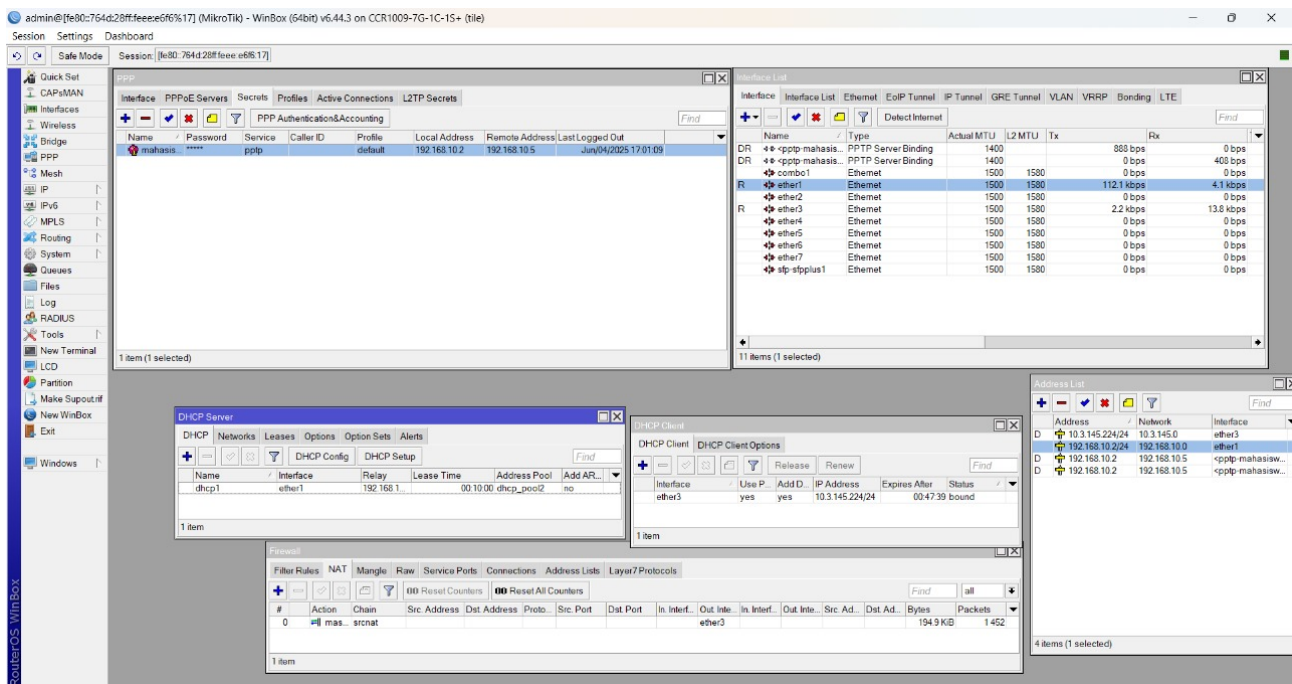 admin@[fe80::764d:28ff:feee:e6f6%17] (MikroTik) - WinBox (64bit) v6.44.3 on CCR1009-7G-1C-1S+ (tile)
Session Settings Dashboard
Safe Mode Session: [fe80::764d:28ff:feee:e6f6:17]
Quick Set
CAPsMAN
Interfaces
Wireless
Bridge
PPP
Mesh
IP
IPv6
MPLS
Routing
System
Queues
Files
Log
RADIUS
Tools
New Terminal
LCD
Partition
Make Supout.rif
New WinBox
Exit
Windows
RouterOS WinBox
PPP
Interface PPPoE Servers Secrets Profiles Active Connections L2TP Secrets
PPP Authentication&Accounting Find
Name Password Service Caller ID Profile Local Address Remote Address Last Logged Out
mahasis... ***** pptp default 192.168.10.2 192.168.10.5 Jun/04/2025 17:01:09
1 item (1 selected)
Interface List
Interface Interface List Ethernet EoIP Tunnel IP Tunnel GRE Tunnel VLAN VRRP Bonding LTE
Detect Internet Find
Name Type Actual MTU L2 MTU Tx Rx
DR <pptp-mahasis... PPTP Server Binding 1400 888 bps 0 bps
DR <pptp-mahasis... PPTP Server Binding 1400 0 bps 408 bps
combo1 Ethernet 1500 1580 0 bps 0 bps
R ether1 Ethernet 1500 1580 112.1 kbps 4.1 kbps
ether2 Ethernet 1500 1580 0 bps 0 bps
R ether3 Ethernet 1500 1580 2.2 kbps 13.8 kbps
ether4 Ethernet 1500 1580 0 bps 0 bps
ether5 Ethernet 1500 1580 0 bps 0 bps
ether6 Ethernet 1500 1580 0 bps 0 bps
ether7 Ethernet 1500 1580 0 bps 0 bps
sfp-sfpplus1 Ethernet 1500 1580 0 bps 0 bps
11 items (1 selected)
DHCP Server
DHCP Networks Leases Options Option Sets Alerts
DHCP Config DHCP Setup Find
Name Interface Relay Lease Time Address Pool Add AR...
dhcp1 ether1 192.168.1... 00:10:00 dhcp_pool2 no
1 item
DHCP Client
DHCP Client DHCP Client Options
Release Renew Find
Interface Use P... Add D... IP Address Expires After Status
ether3 yes yes 10.3.145.224/24 00:47:39 bound
1 item
Address List
Find
Address Network Interface
D 10.3.145.224/24 10.3.145.0 ether3
192.168.10.2/24 192.168.10.0 ether1
D 192.168.10.2 192.168.10.5 <pptp-mahasisw...
D 192.168.10.2 192.168.10.5 <pptp-mahasisw...
4 items (1 selected)
Firewall
Filter Rules NAT Mangle Raw Service Ports Connections Address Lists Layer7 Protocols
00 Reset Counters 00 Reset All Counters Find all
# Action Chain Src. Address Dst. Address Proto... Src. Port Dst. Port In. Interf... Out. Inte... In. Interf... Out. Inte... Src. Ad... Dst. Ad... Bytes Packets
0 mas... srcnat ether3 194.9 KiB 1 452
1 item